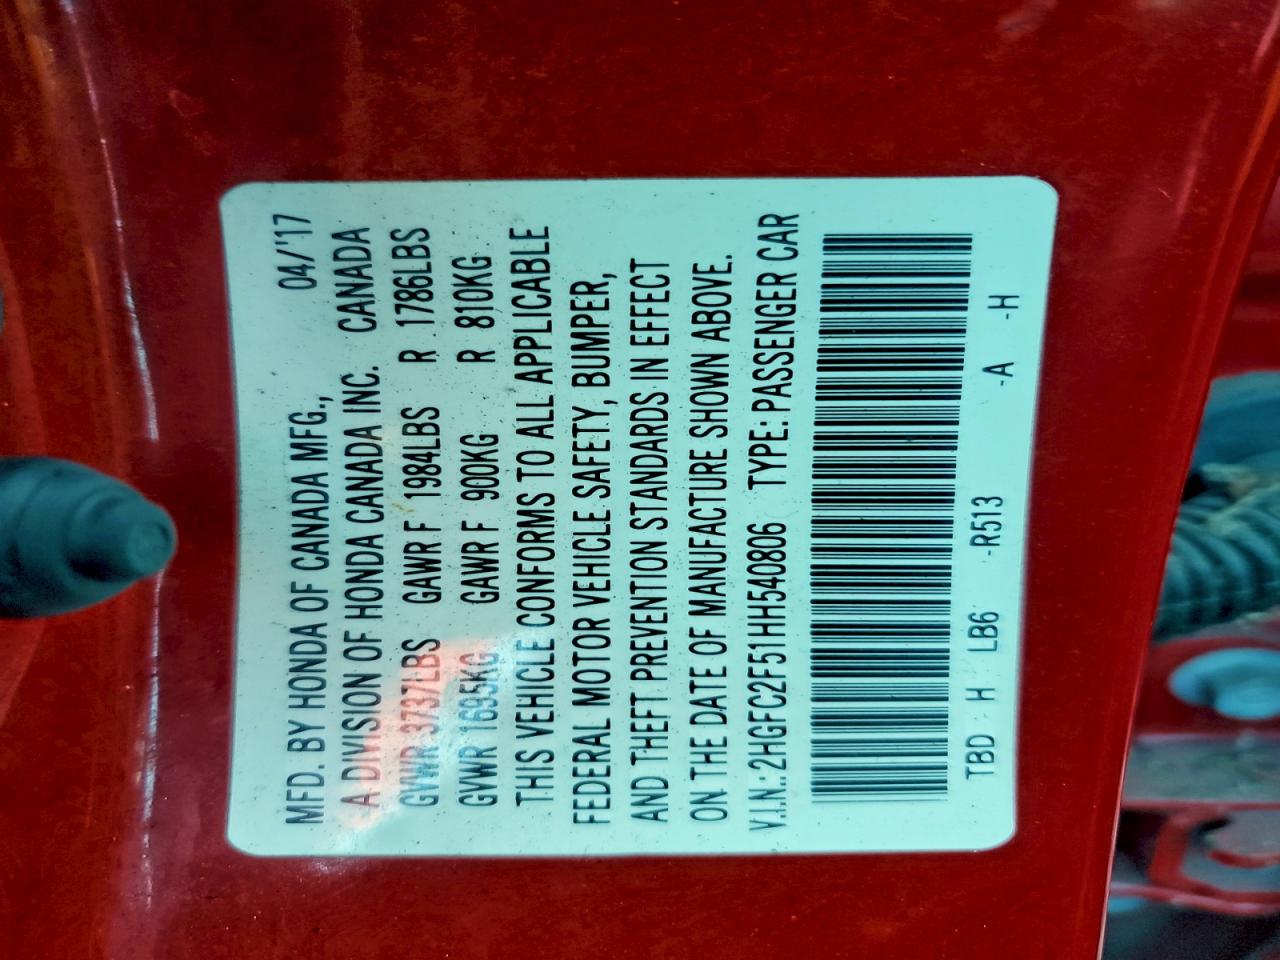 MFD. BY HONDA OF CANADA MFG., 04/'17
A DIVISION OF HONDA CANADA INC. CANADA
GVWR 3737LBS GAWR F 1984LBS R 1786LBS
GVWR 1695KG GAWR F 900KG R 810KG
THIS VEHICLE CONFORMS TO ALL APPLICABLE
FEDERAL MOTOR VEHICLE SAFETY, BUMPER,
AND THEFT PREVENTION STANDARDS IN EFFECT
ON THE DATE OF MANUFACTURE SHOWN ABOVE.
V.I.N.: 2HGFC2F51HH540806 TYPE: PASSENGER CAR
TBD H LB6 -R513 -A -H